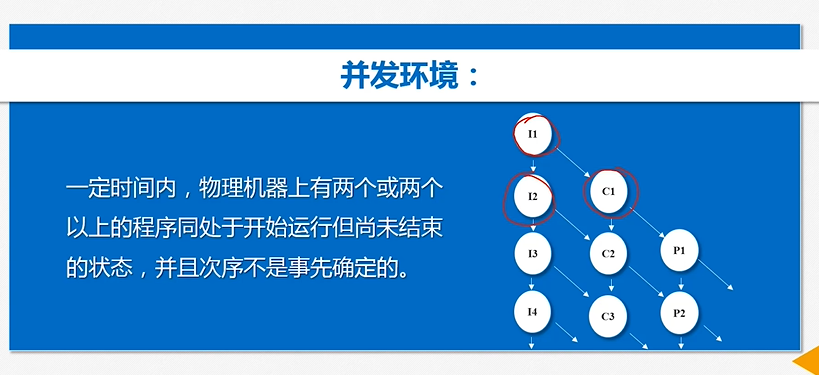 并发环境：
一定时间内，物理机器上有两个或两个
以上的程序同处于开始运行但尚未结束
的状态，并且次序不是事先确定的。
I1
I2 C1
I3 C2 P1
I4 C3 P2